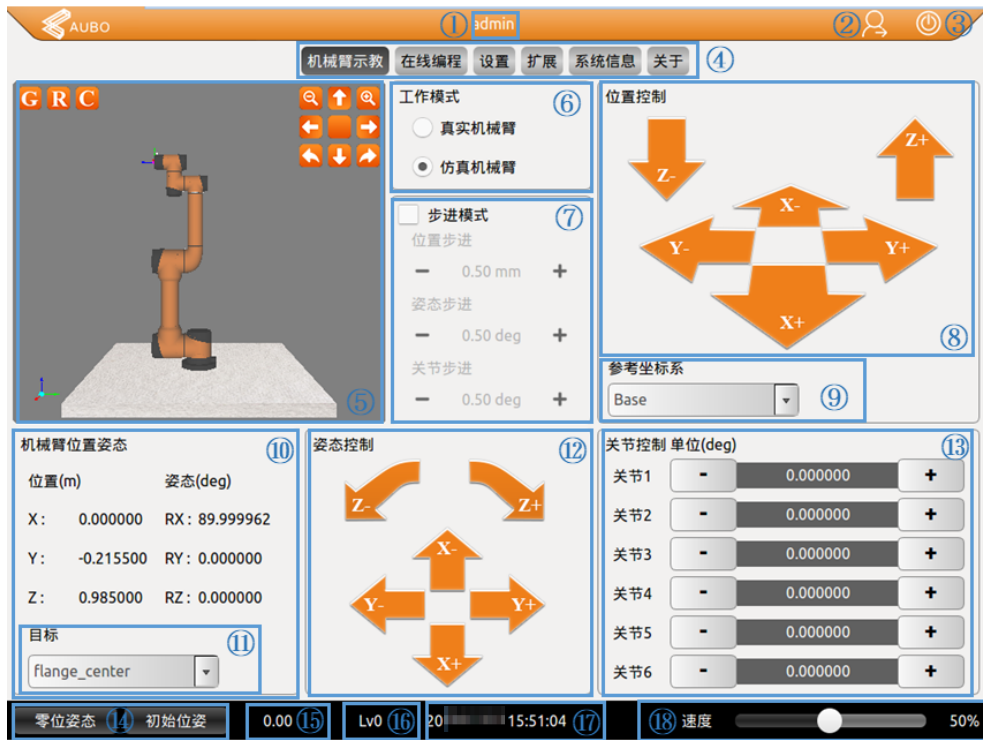 AUBO
① admin
② ③
机械臂示教 在线编程 设置 扩展 系统信息 关于 ④
G R C
⑤
工作模式 ⑥
真实机械臂
仿真机械臂
步进模式 ⑦
位置步进
− 0.50 mm +
姿态步进
− 0.50 deg +
关节步进
− 0.50 deg +
位置控制
Z- Z+
X-
Y- Y+
X+
⑧
参考坐标系
Base ⑨
机械臂位置姿态 ⑩
位置(m) 姿态(deg)
X: 0.000000 RX: 89.999962
Y: -0.215500 RY: 0.000000
Z: 0.985000 RZ: 0.000000
目标 ⑪
flange_center
姿态控制 ⑫
Z- Z+
X-
Y- Y+
X+
关节控制 单位(deg) ⑬
关节1 - 0.000000 +
关节2 - 0.000000 +
关节3 - 0.000000 +
关节4 - 0.000000 +
关节5 - 0.000000 +
关节6 - 0.000000 +
零位姿态 ⑭ 初始位姿 0.00 ⑮ Lv0 ⑯ 20 15:51:04 ⑰ ⑱ 速度 50%